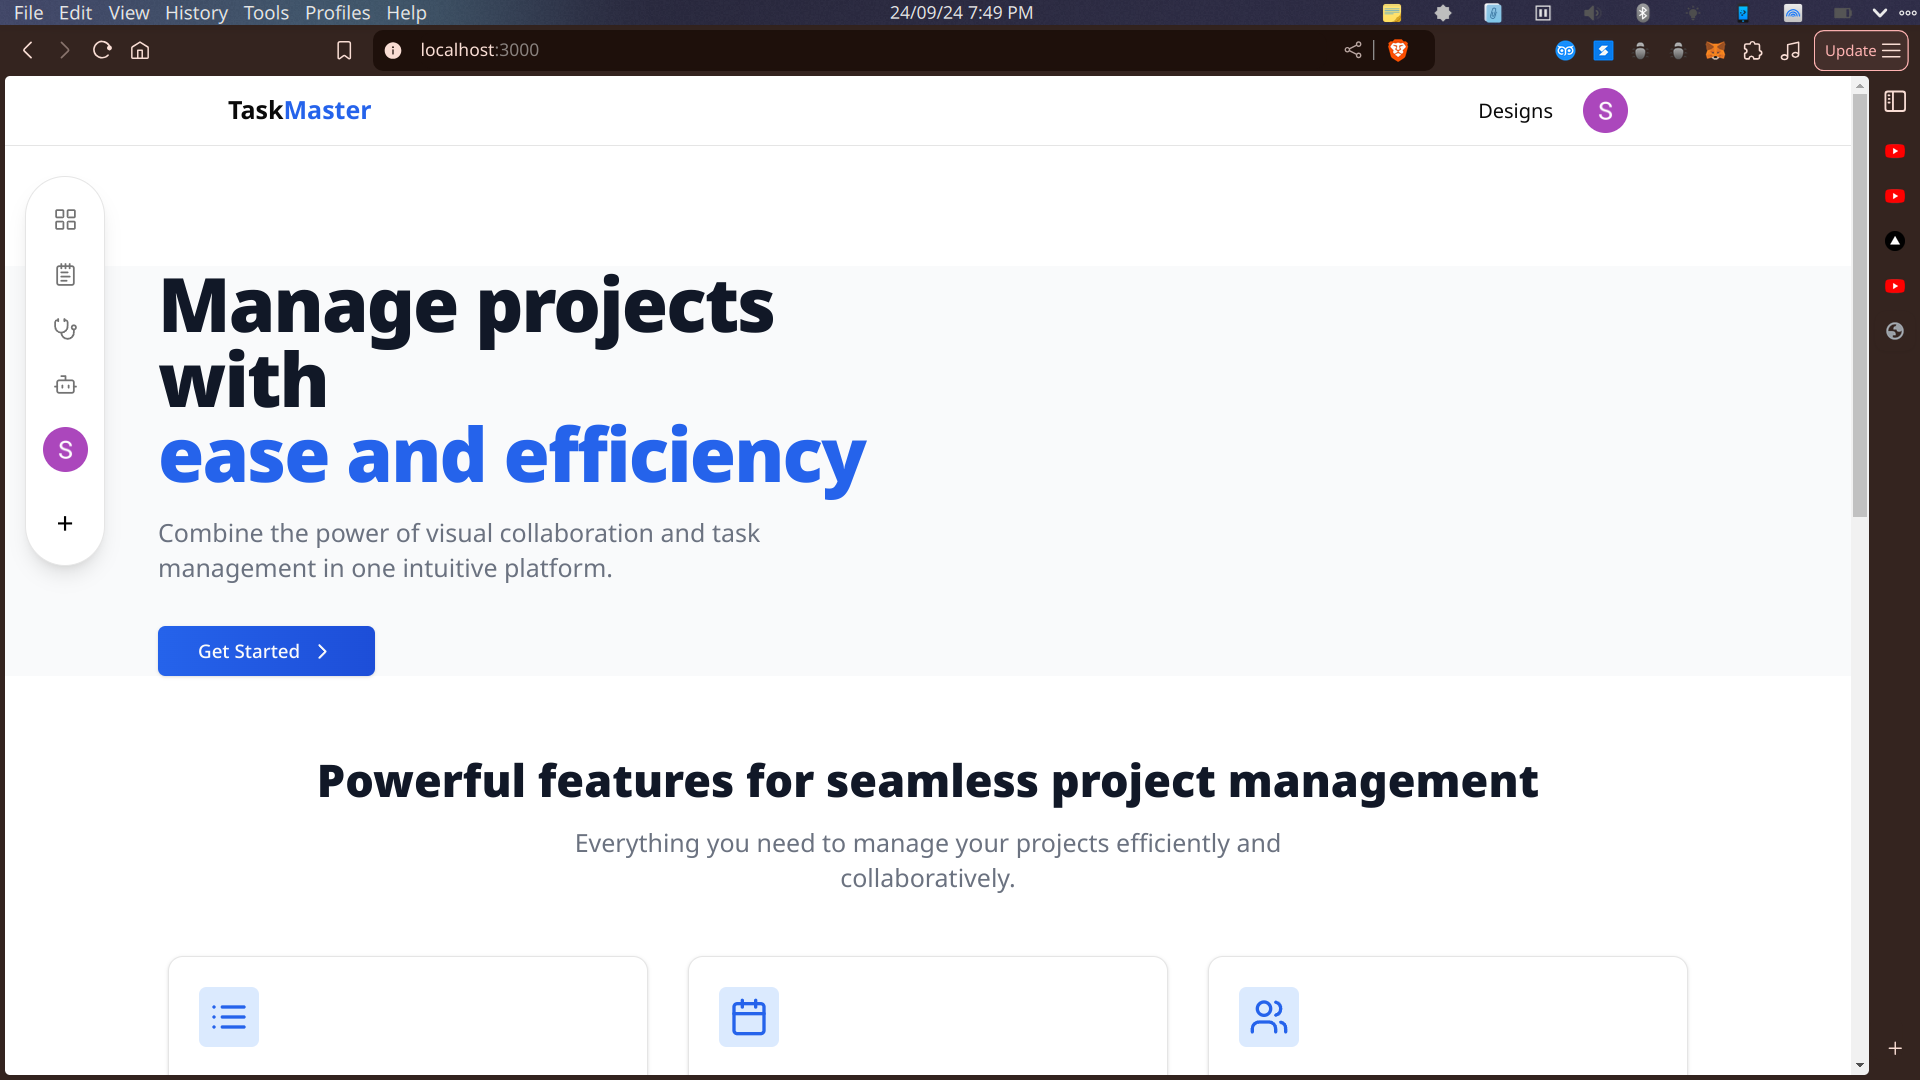 File Edit View History Tools Profiles Help
24/09/24 7:49 PM
localhost:3000
Update
TaskMaster
Designs
S
S
Manage projects
with
ease and efficiency
Combine the power of visual collaboration and task
management in one intuitive platform.
Get Started
Powerful features for seamless project management
Everything you need to manage your projects efficiently and
collaboratively.